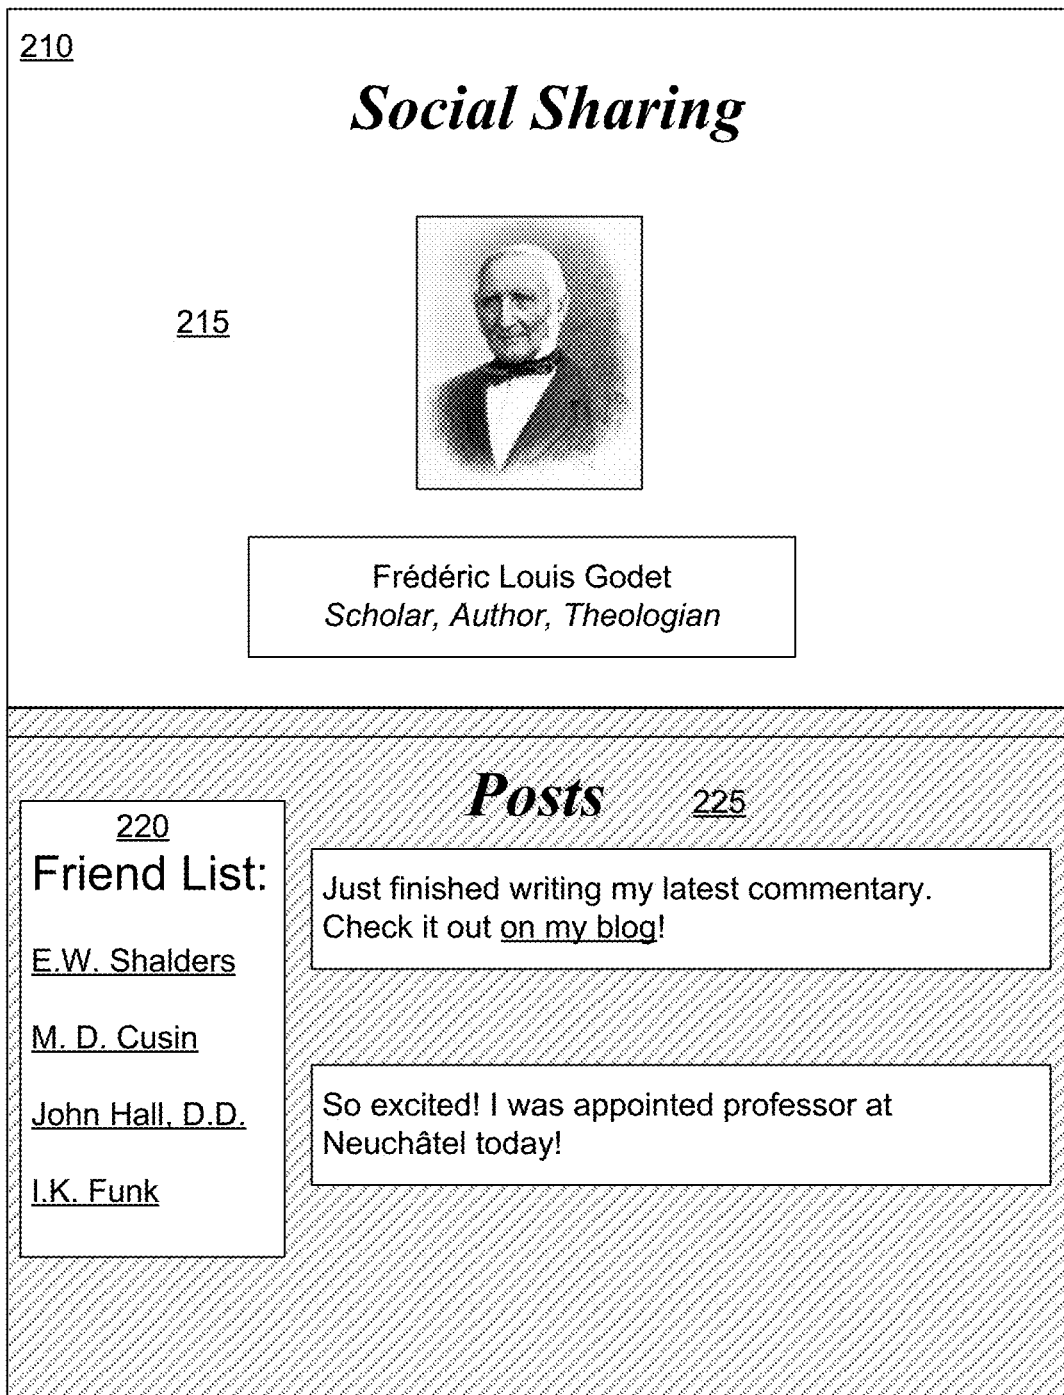 210
Social Sharing
215
Frédéric Louis Godet
Scholar, Author, Theologian
Posts
225
220
Friend List:
E.W. Shalders
M. D. Cusin
John Hall, D.D.
I.K. Funk
Just finished writing my latest commentary.
Check it out on my blog!
So excited! I was appointed professor at
Neuchâtel today!